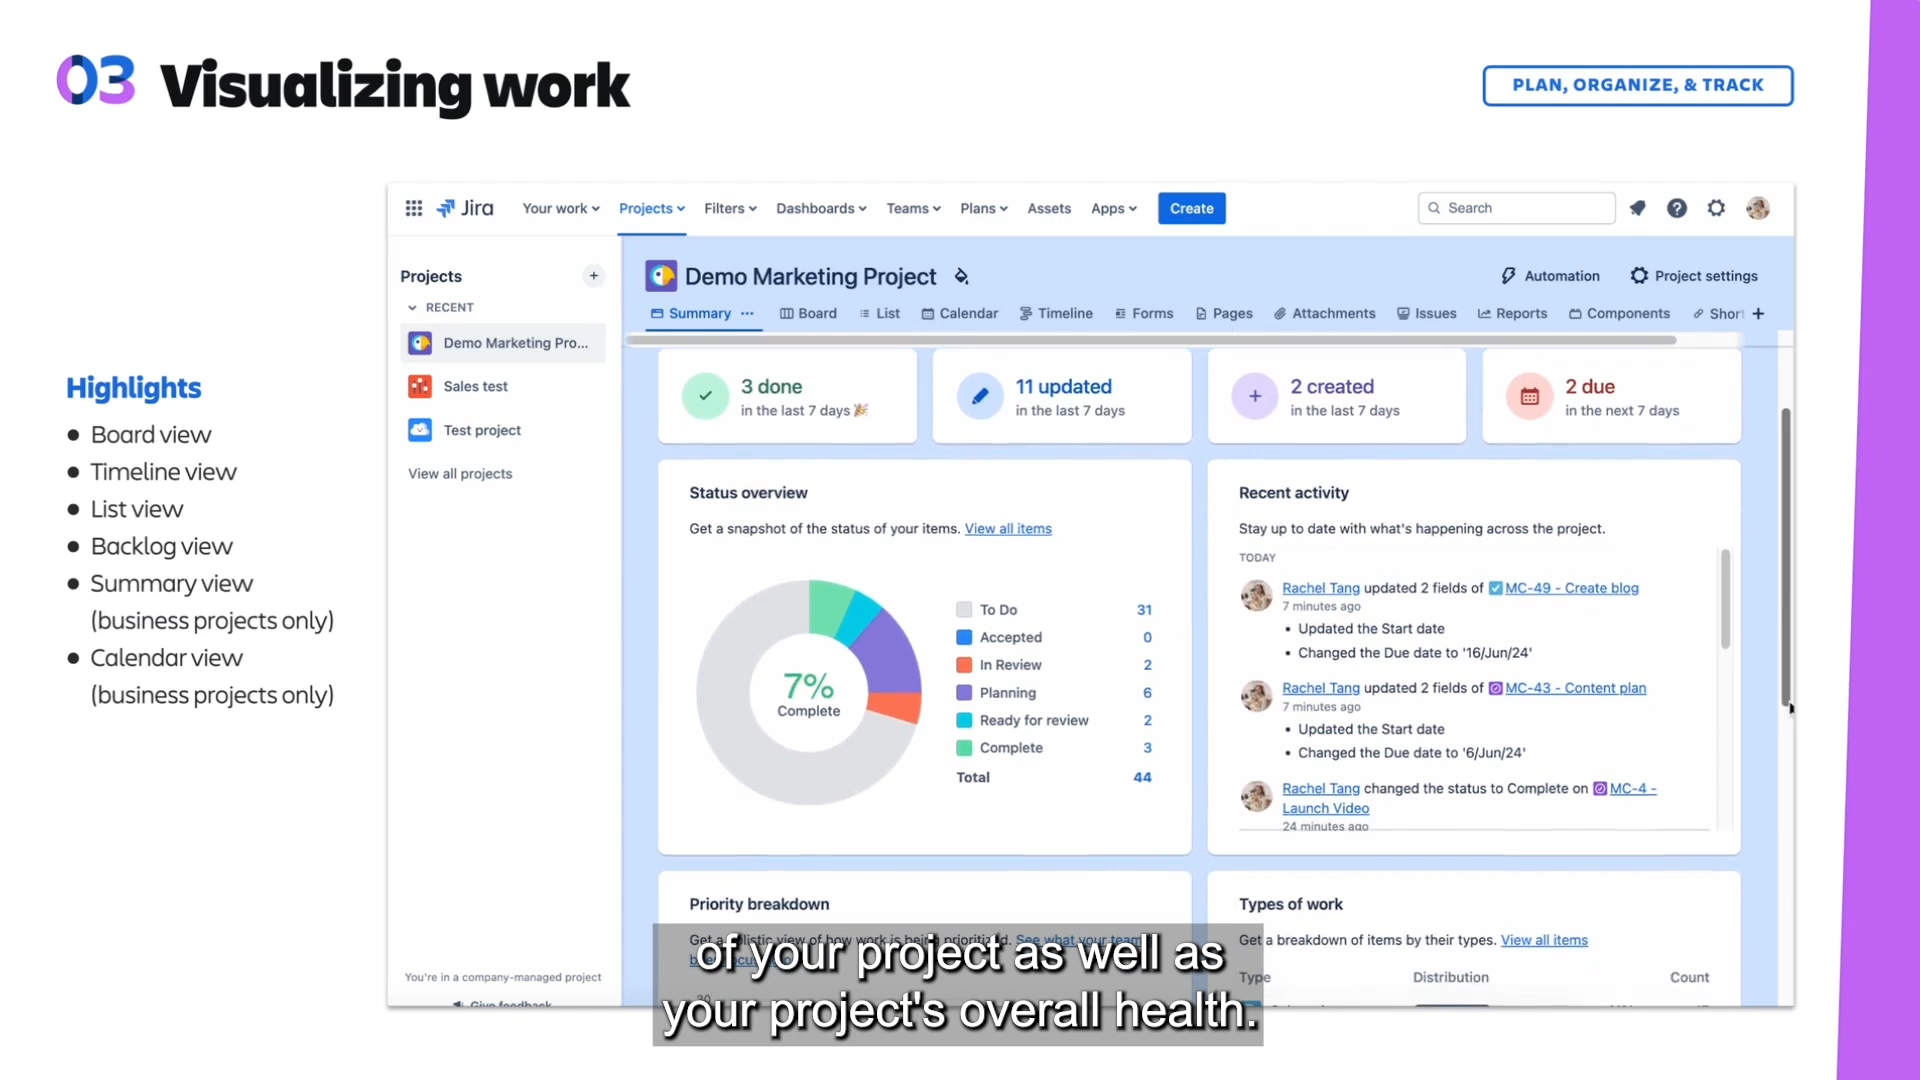 03 Visualizing work
PLAN, ORGANIZE, & TRACK
Highlights
Board view
Timeline view
List view
Backlog view
Summary view
(business projects only)
Calendar view
(business projects only)
Jira
Your work
Projects
Filters
Dashboards
Teams
Plans
Assets
Apps
Create
Search
Projects
RECENT
Demo Marketing Pro...
Sales test
Test project
View all projects
You're in a company-managed project
Give feedback
Demo Marketing Project
Automation
Project settings
Summary
Board
List
Calendar
Timeline
Forms
Pages
Attachments
Issues
Reports
Components
3 done
in the last 7 days 🎉
11 updated
in the last 7 days
2 created
in the last 7 days
2 due
in the next 7 days
Status overview
Get a snapshot of the status of your items. View all items
7%
Complete
To Do 31
Accepted 0
In Review 2
Planning 6
Ready for review 2
Complete 3
Total 44
Recent activity
Stay up to date with what's happening across the project.
TODAY
Rachel Tang updated 2 fields of MC-49 - Create blog
7 minutes ago
Updated the Start date
Changed the Due date to '16/Jun/24'
Rachel Tang updated 2 fields of MC-43 - Content plan
7 minutes ago
Updated the Start date
Changed the Due date to '6/Jun/24'
Rachel Tang changed the status to Complete on MC-4 -
Launch Video
24 minutes ago
Priority breakdown
Get a holistic view of how work is being prioritized. See what your team
Types of work
Get a breakdown of items by their types. View all items
Type Distribution Count
of your project as well as
your project's overall health.